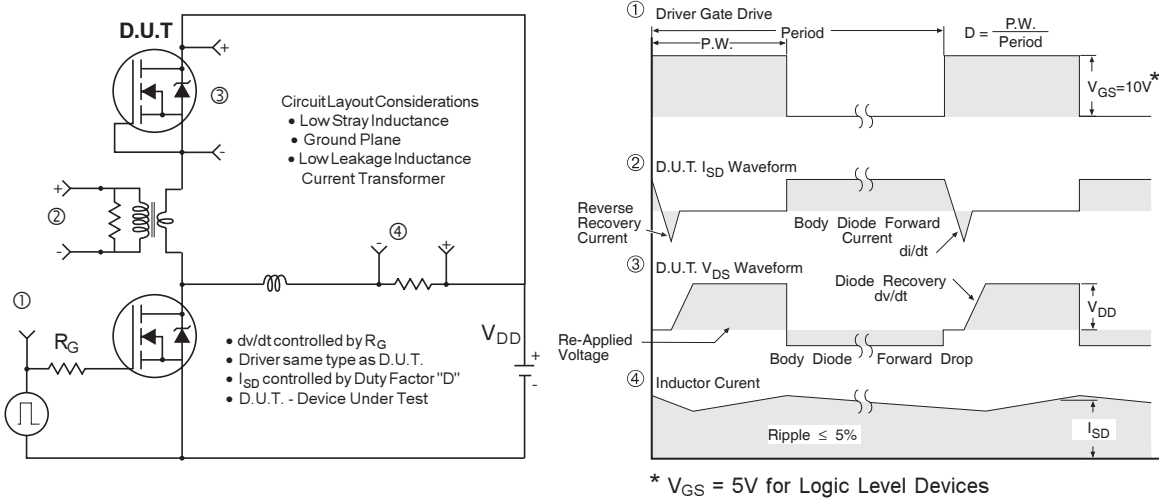 D.U.T
+
③
-
Circuit Layout Considerations
• Low Stray Inductance
• Ground Plane
• Low Leakage Inductance
Current Transformer
+
②
-
④
-
+
①
R_G
V_DD
+
-
• dv/dt controlled by R_G
• Driver same type as D.U.T.
• I_SD controlled by Duty Factor "D"
• D.U.T. - Device Under Test
① Driver Gate Drive
P.W.
Period
D = P.W. / Period
V_GS=10V*
② D.U.T. I_SD Waveform
Reverse
Recovery
Current
Body Diode Forward
Current
di/dt
③ D.U.T. V_DS Waveform
Diode Recovery
dv/dt
V_DD
Re-Applied
Voltage
Body Diode Forward Drop
④ Inductor Curent
Ripple ≤ 5%
I_SD
* V_GS = 5V for Logic Level Devices